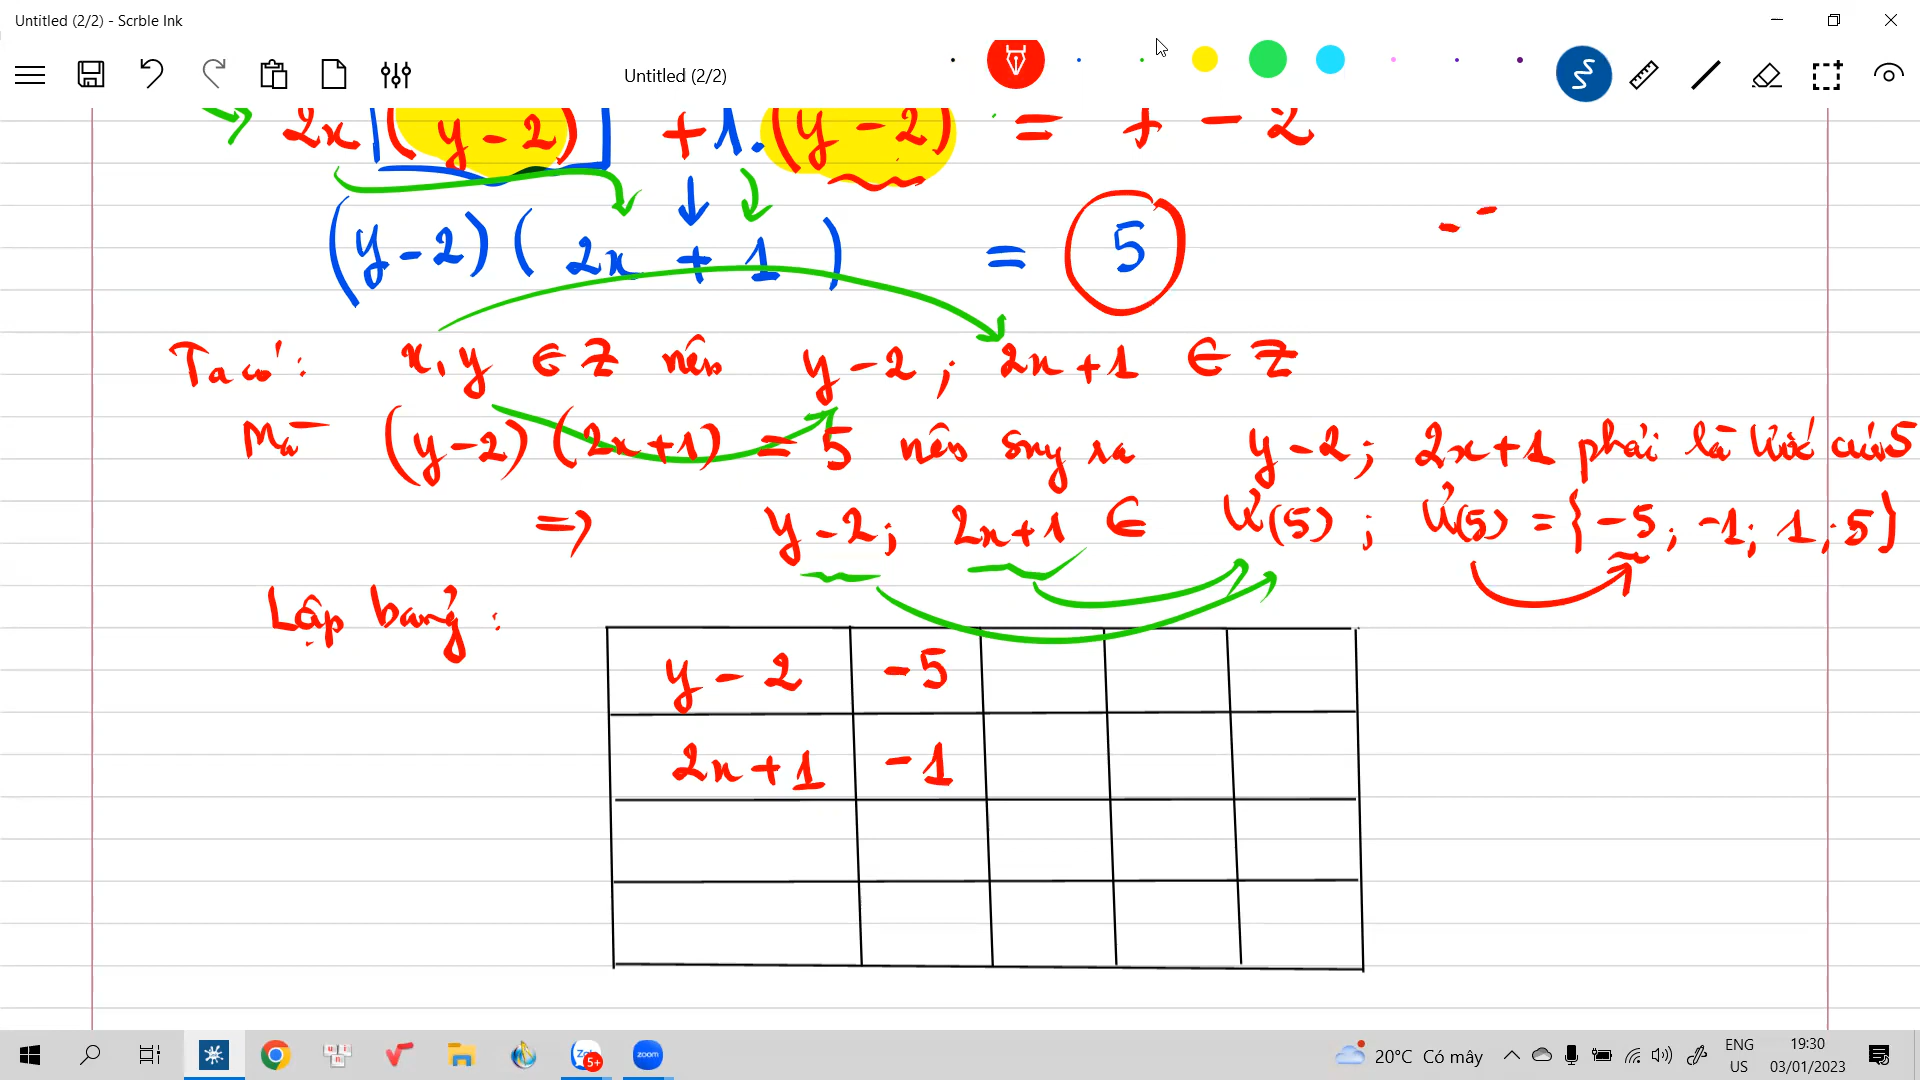 Untitled (2/2) - Scrble Ink
Untitled (2/2)
2x [(y-2)] + 1.(y-2) = + - 2
(y-2) ( 2x + 1 ) = 5
Ta có: x, y ∈ Z nên y-2; 2x+1 ∈ Z
Mà (y-2) (2x+1) = 5 nên suy ra y-2; 2x+1 phải là Ước của 5
=> y-2; 2x+1 ∈ Ư(5); Ư(5) = {-5; -1; 1; 5}
Lập bảng:
y - 2 -5
2x+1 -1
5+
zoom
20°C Có mây
ENG
US
19:30
03/01/2023